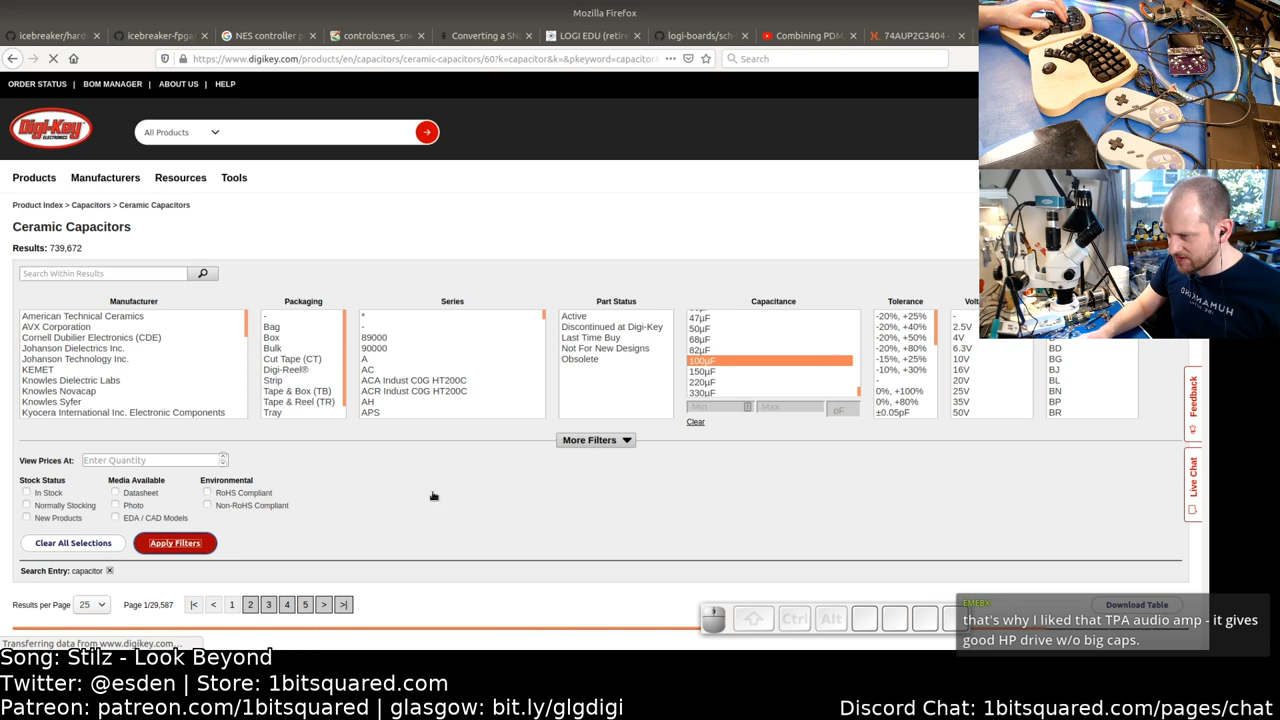 Mozilla Firefox
icebreaker/hard
icebreaker-fpga/
NES controller p
controls:nes_sne
Converting a SN
LOGI EDU (retire
logi-boards/sch-
Combining PDM
74AUP2G3404 -
https://www.digikey.com/products/en/capacitors/ceramic-capacitors/60?k=capacitor&k=&pkeyword=capacitor
Search
ORDER STATUS | BOM MANAGER | ABOUT US | HELP
Digi-Key
ELECTRONICS
All Products
Products Manufacturers Resources Tools
Product Index > Capacitors > Ceramic Capacitors
Ceramic Capacitors
Results: 739,672
Search Within Results
Manufacturer
American Technical Ceramics
AVX Corporation
Cornell Dubilier Electronics (CDE)
Johanson Dielectrics Inc.
Johanson Technology Inc.
KEMET
Knowles Dielectric Labs
Knowles Novacap
Knowles Syfer
Kyocera International Inc. Electronic Components
Packaging
-
Bag
Box
Bulk
Cut Tape (CT)
Digi-Reel®
Strip
Tape & Box (TB)
Tape & Reel (TR)
Tray
Series
*
-
89000
90000
A
AC
ACA Indust C0G HT200C
ACR Indust C0G HT200C
AH
APS
Part Status
Active
Discontinued at Digi-Key
Last Time Buy
Not For New Designs
Obsolete
Capacitance
47µF
50µF
68µF
82µF
100µF
150µF
220µF
330µF
Min
Max
pF
Clear
Tolerance
-20%, +25%
-20%, +40%
-20%, +50%
-20%, +80%
-15%, +25%
-10%, +30%
-
0%, +100%
0%, +80%
±0.05pF
Volt
-
2.5V
4V
6.3V
10V
16V
20V
25V
35V
50V
BD
BG
BJ
BL
BN
BP
BR
More Filters
View Prices At:
Enter Quantity
Stock Status
In Stock
Normally Stocking
New Products
Media Available
Datasheet
Photo
EDA / CAD Models
Environmental
RoHS Compliant
Non-RoHS Compliant
Clear All Selections
Apply Filters
Search Entry: capacitor
Results per Page 25 Page 1/29,587 |< < 1 2 3 4 5 > >|
Download Table
Feedback
Live Chat
Ctrl
Alt
Transferring data from www.digikey.com...
EMEBX
that's why I liked that TPA audio amp - it gives
good HP drive w/o big caps.
HUMANKIND
Song: Stilz - Look Beyond
Twitter: @esden | Store: 1bitsquared.com
Patreon: patreon.com/1bitsquared | glasgow: bit.ly/glgdigi
Discord Chat: 1bitsquared.com/pages/chat